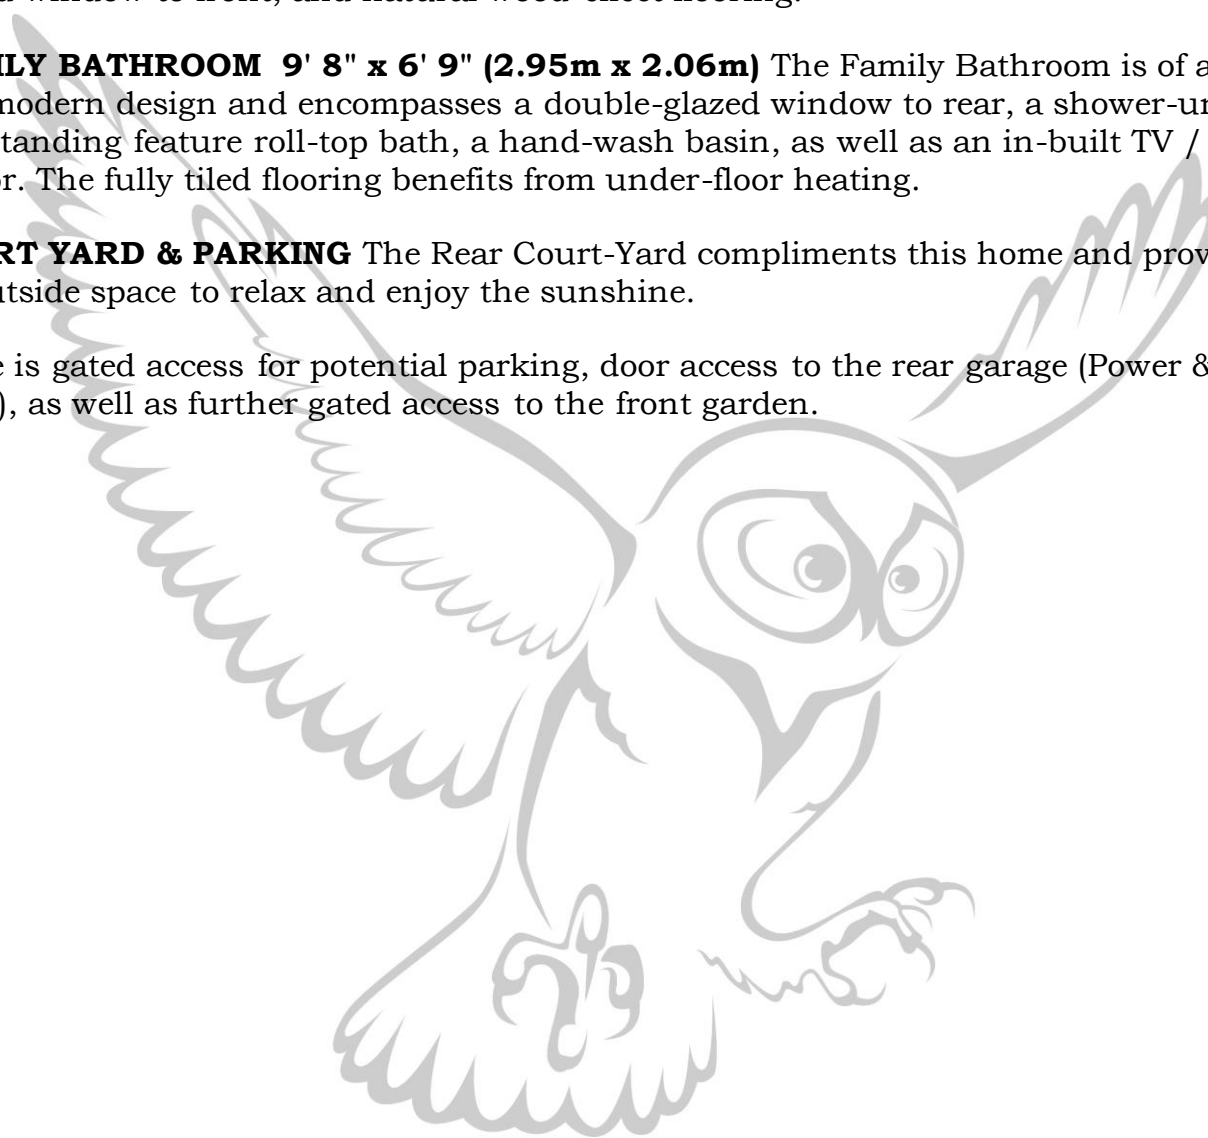 window to front, and natural wood-effect flooring.
ILY BATHROOM 9' 8" x 6' 9" (2.95m x 2.06m) The Family Bathroom is of a
modern design and encompasses a double-glazed window to rear, a shower-un
tanding feature roll-top bath, a hand-wash basin, as well as an in-built TV /
or. The fully tiled flooring benefits from under-floor heating.
RT YARD & PARKING The Rear Court-Yard compliments this home and prov
utside space to relax and enjoy the sunshine.
e is gated access for potential parking, door access to the rear garage (Power &
), as well as further gated access to the front garden.